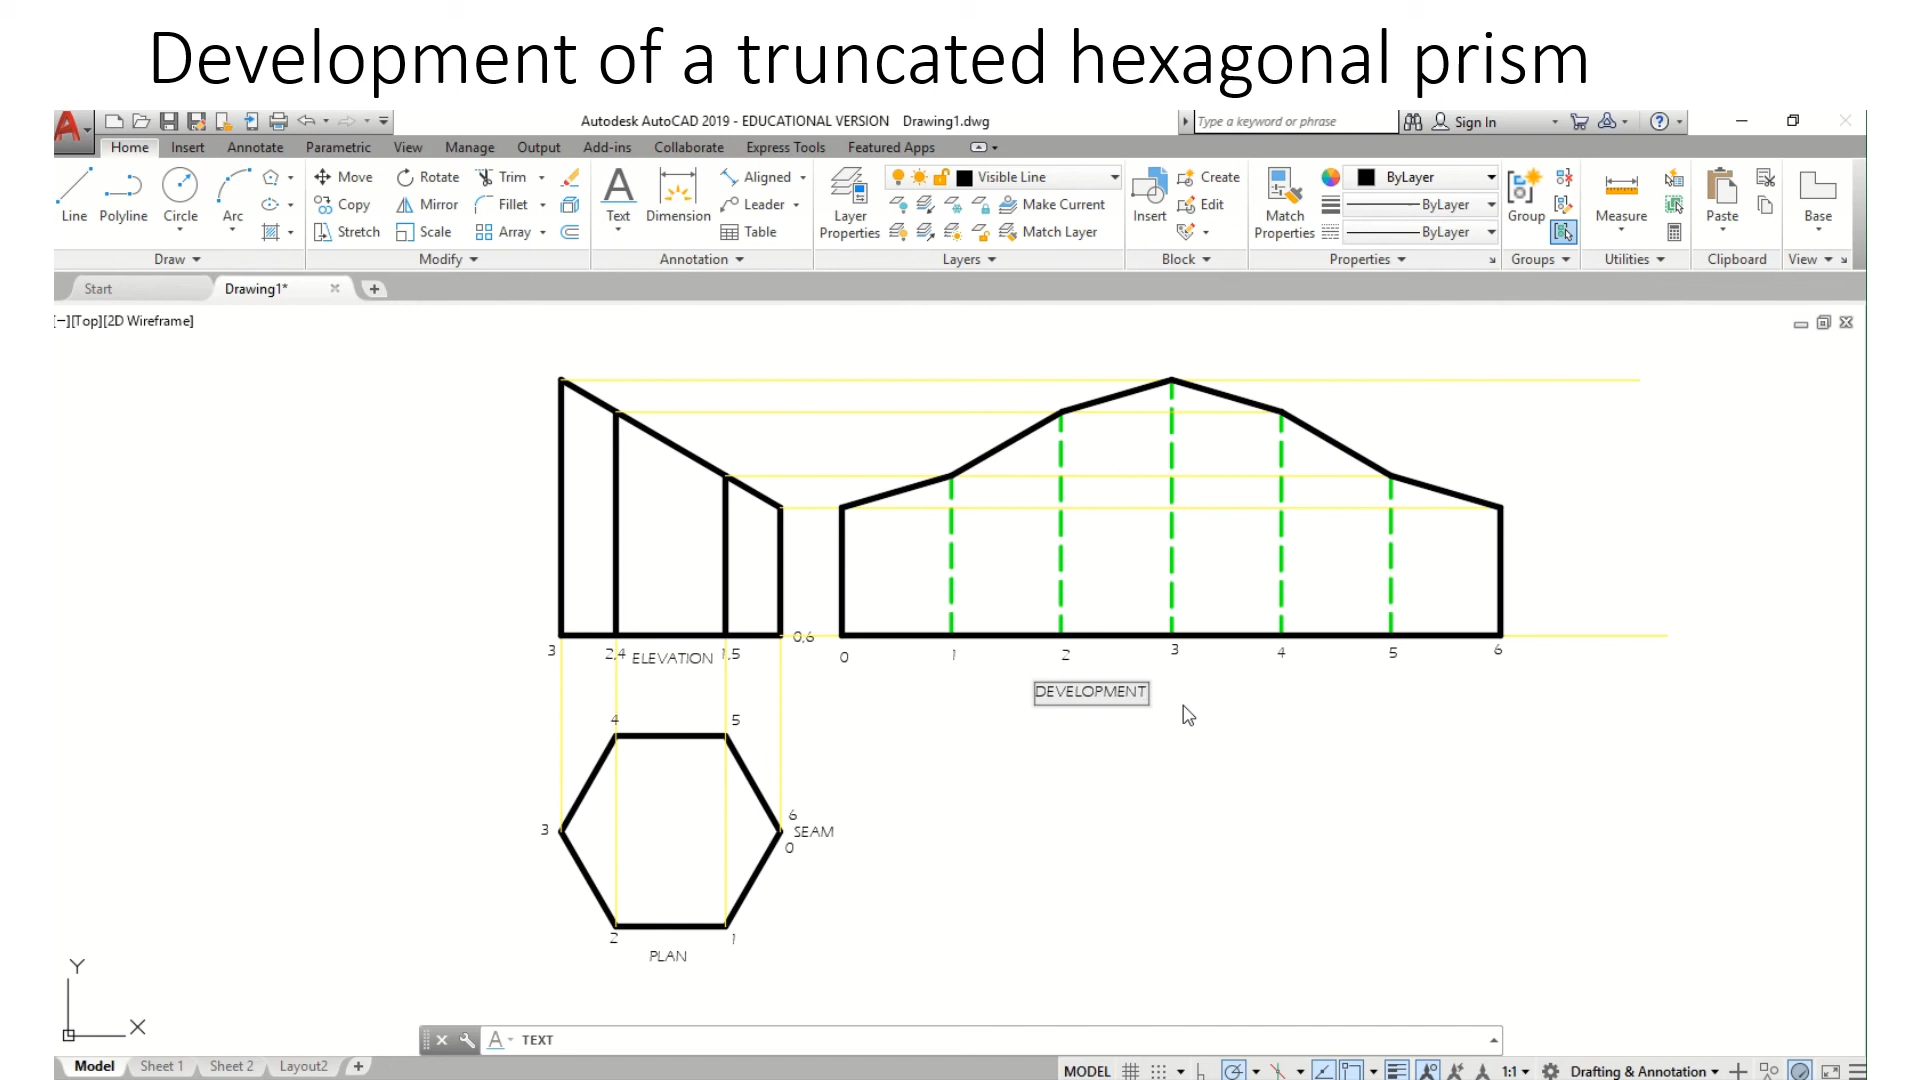 Development of a truncated hexagonal prism
Autodesk AutoCAD 2019 - EDUCATIONAL VERSION Drawing1.dwg
Type a keyword or phrase
Sign In
Home Insert Annotate Parametric View Manage Output Add-ins Collaborate Express Tools Featured Apps
Line Polyline Circle Arc
Move Rotate Trim
Copy Mirror Fillet
Stretch Scale Array
Text Dimension
Aligned
Leader
Table
Layer Properties
Visible Line
Make Current
Match Layer
Insert
Create
Edit
Match Properties
ByLayer
ByLayer
ByLayer
Group
Measure
Paste
Base
Draw Modify Annotation Layers Block Properties Groups Utilities Clipboard View
Start Drawing1*
[−][Top][2D Wireframe]
0,6
3 2,4 ELEVATION 1,5
0 1 2 3 4 5 6
DEVELOPMENT
4 5
6
3 SEAM
0
2 1
PLAN
Y
X
TEXT
Model Sheet 1 Sheet 2 Layout2
MODEL 1:1 Drafting & Annotation